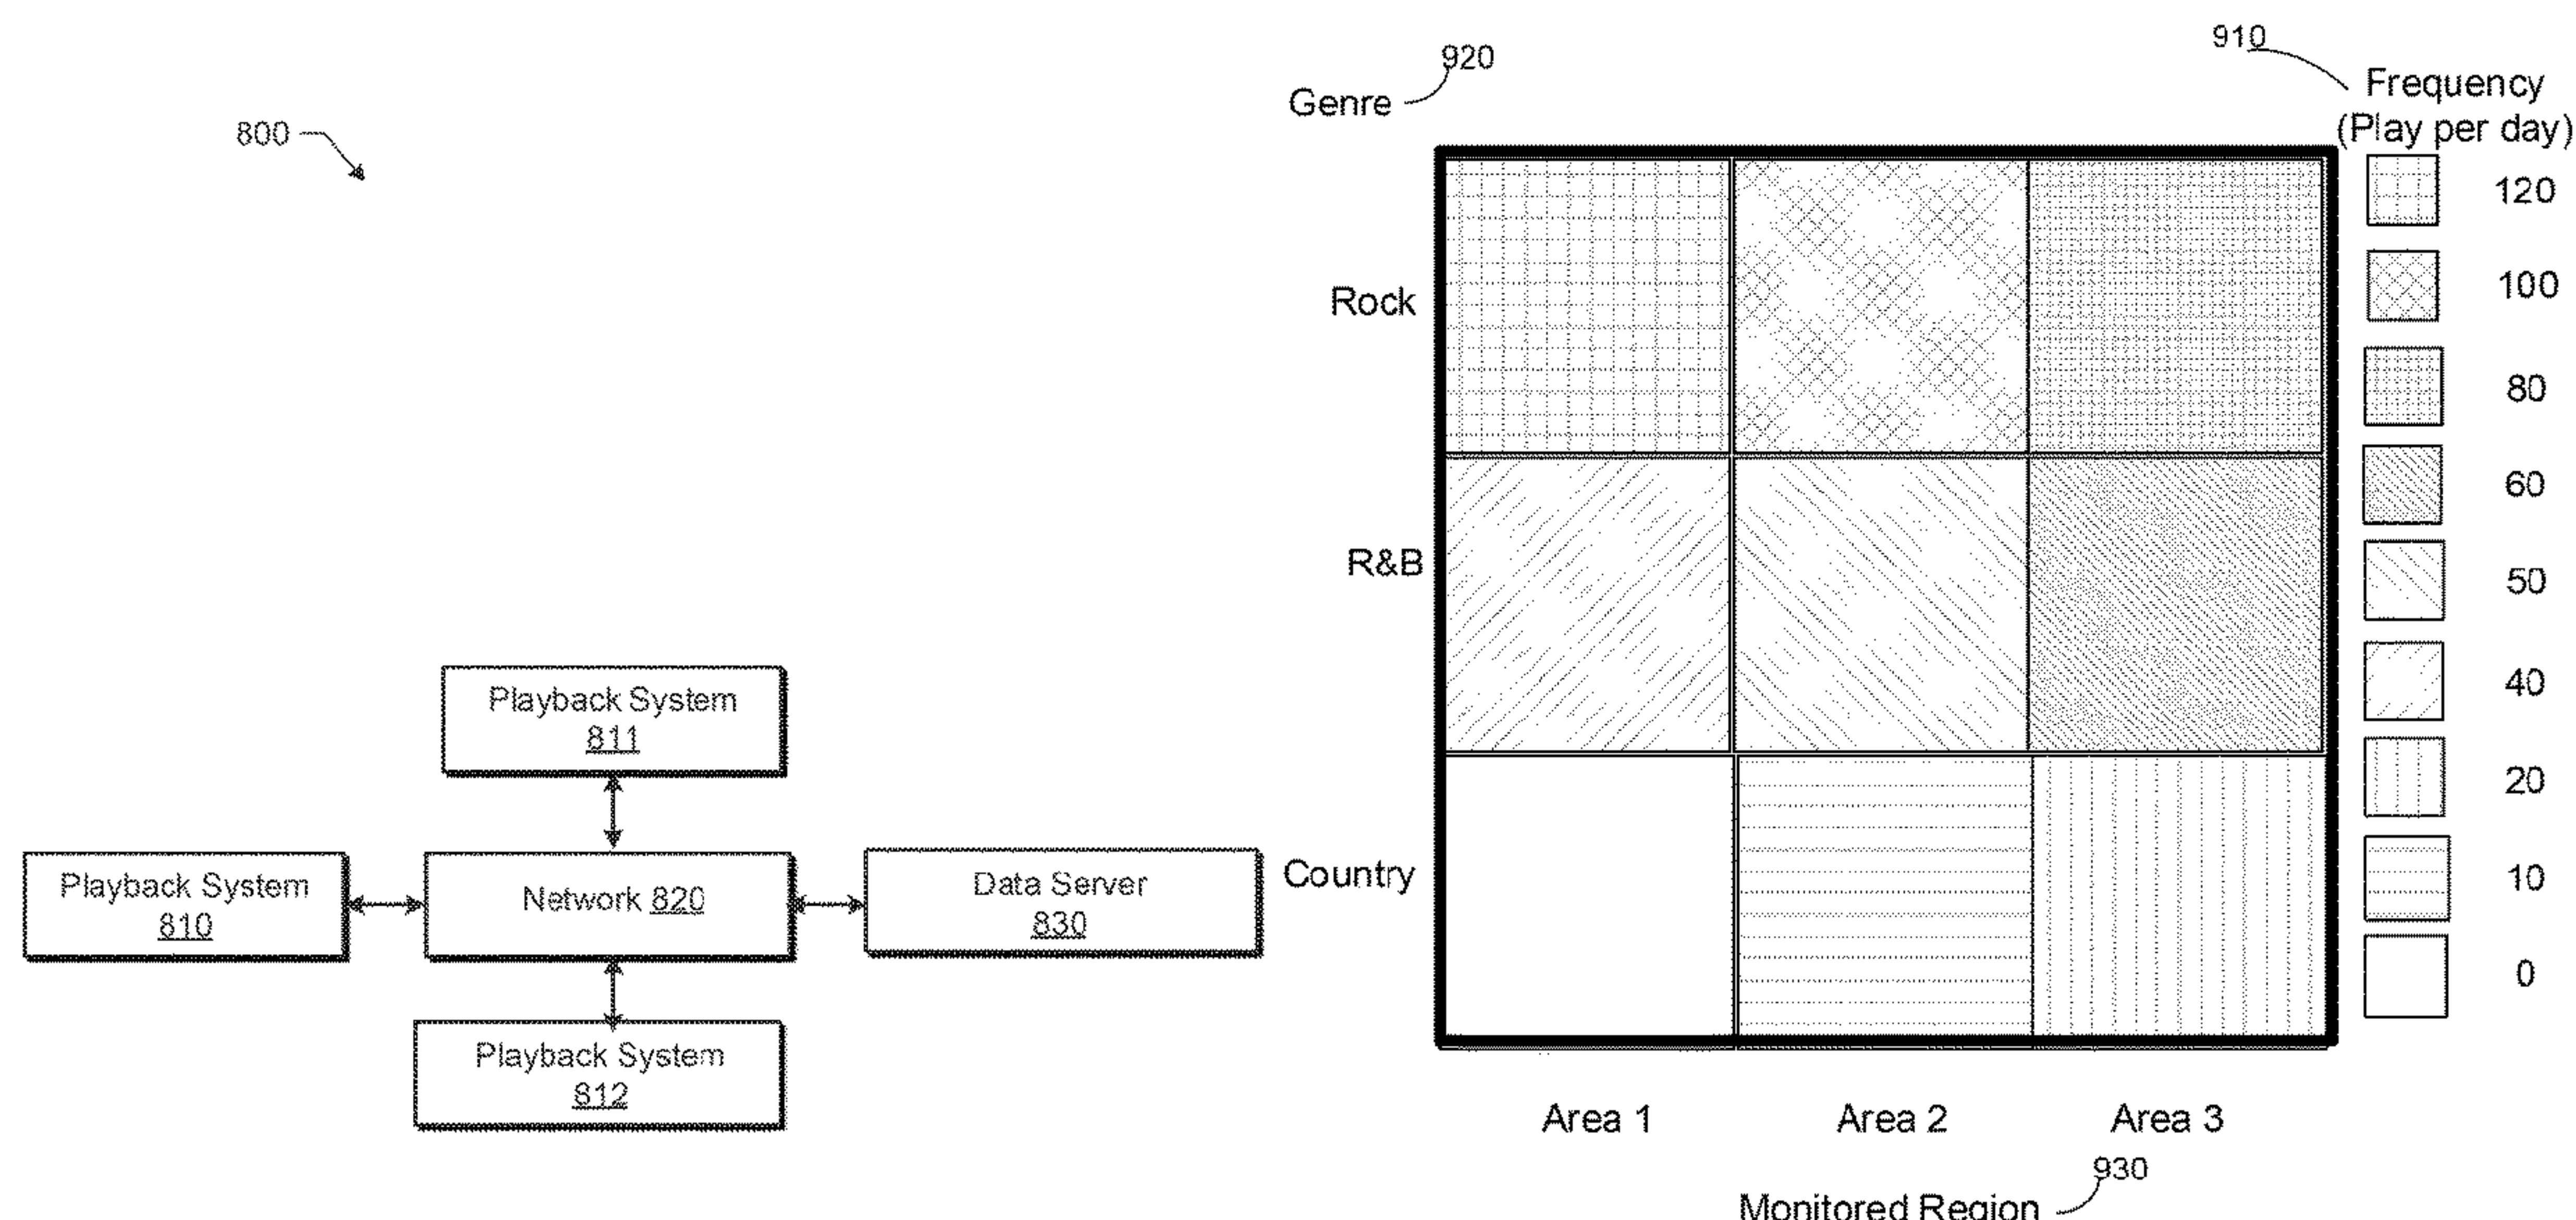 800
Playback System
811
Playback System
810
Network 820
Data Server
830
Playback System
812
920
Genre
910
Frequency
(Play per day)
Rock
R&B
Country
120
100
80
60
50
40
20
10
0
Area 1
Area 2
Area 3
930
Monitored Region